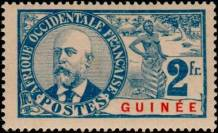 AFRIQUE OCCIDENTALE FRANÇAISE
2 fr.
POSTES
GUINÉE